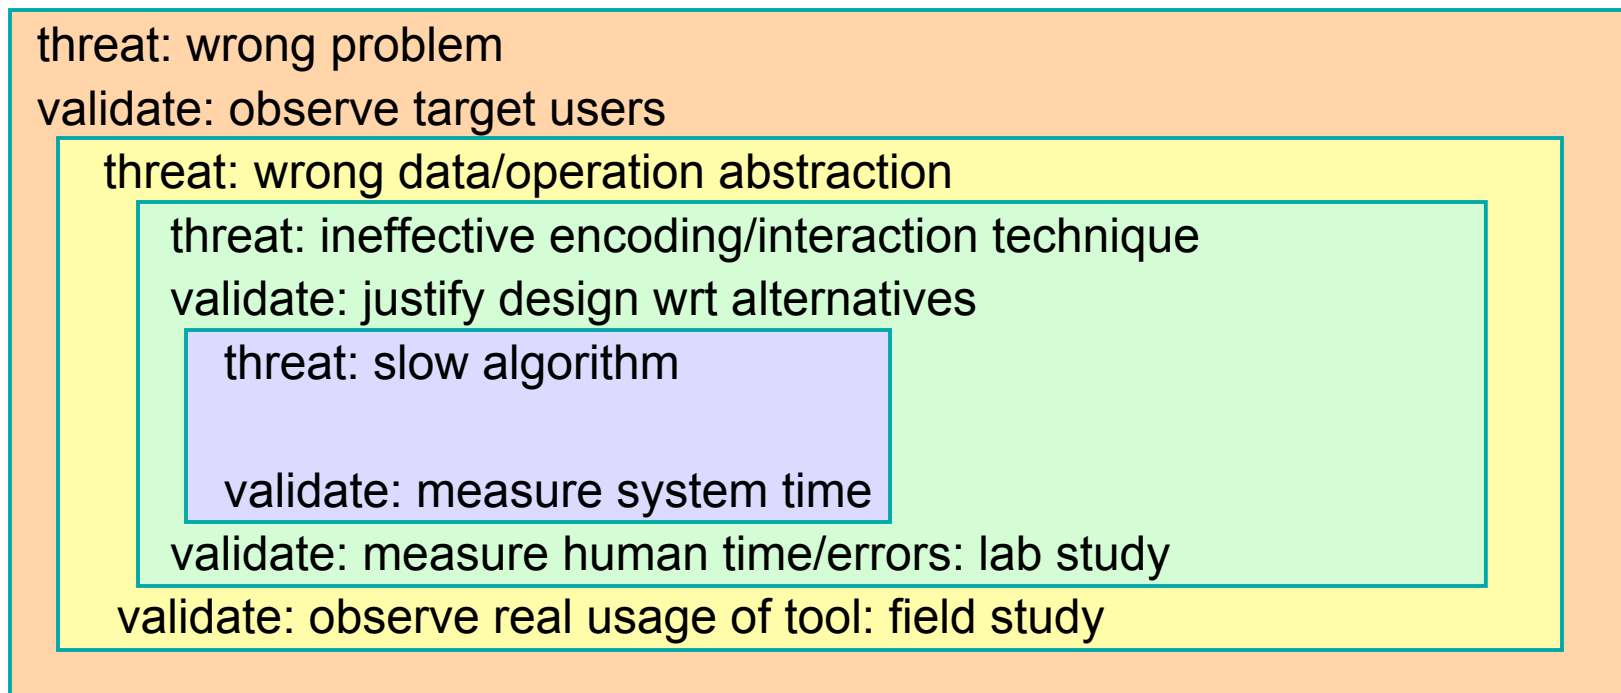 threat: wrong problem
validate: observe target users
threat: wrong data/operation abstraction
threat: ineffective encoding/interaction technique
validate: justify design wrt alternatives
threat: slow algorithm
validate: measure system time
validate: measure human time/errors: lab study
validate: observe real usage of tool: field study